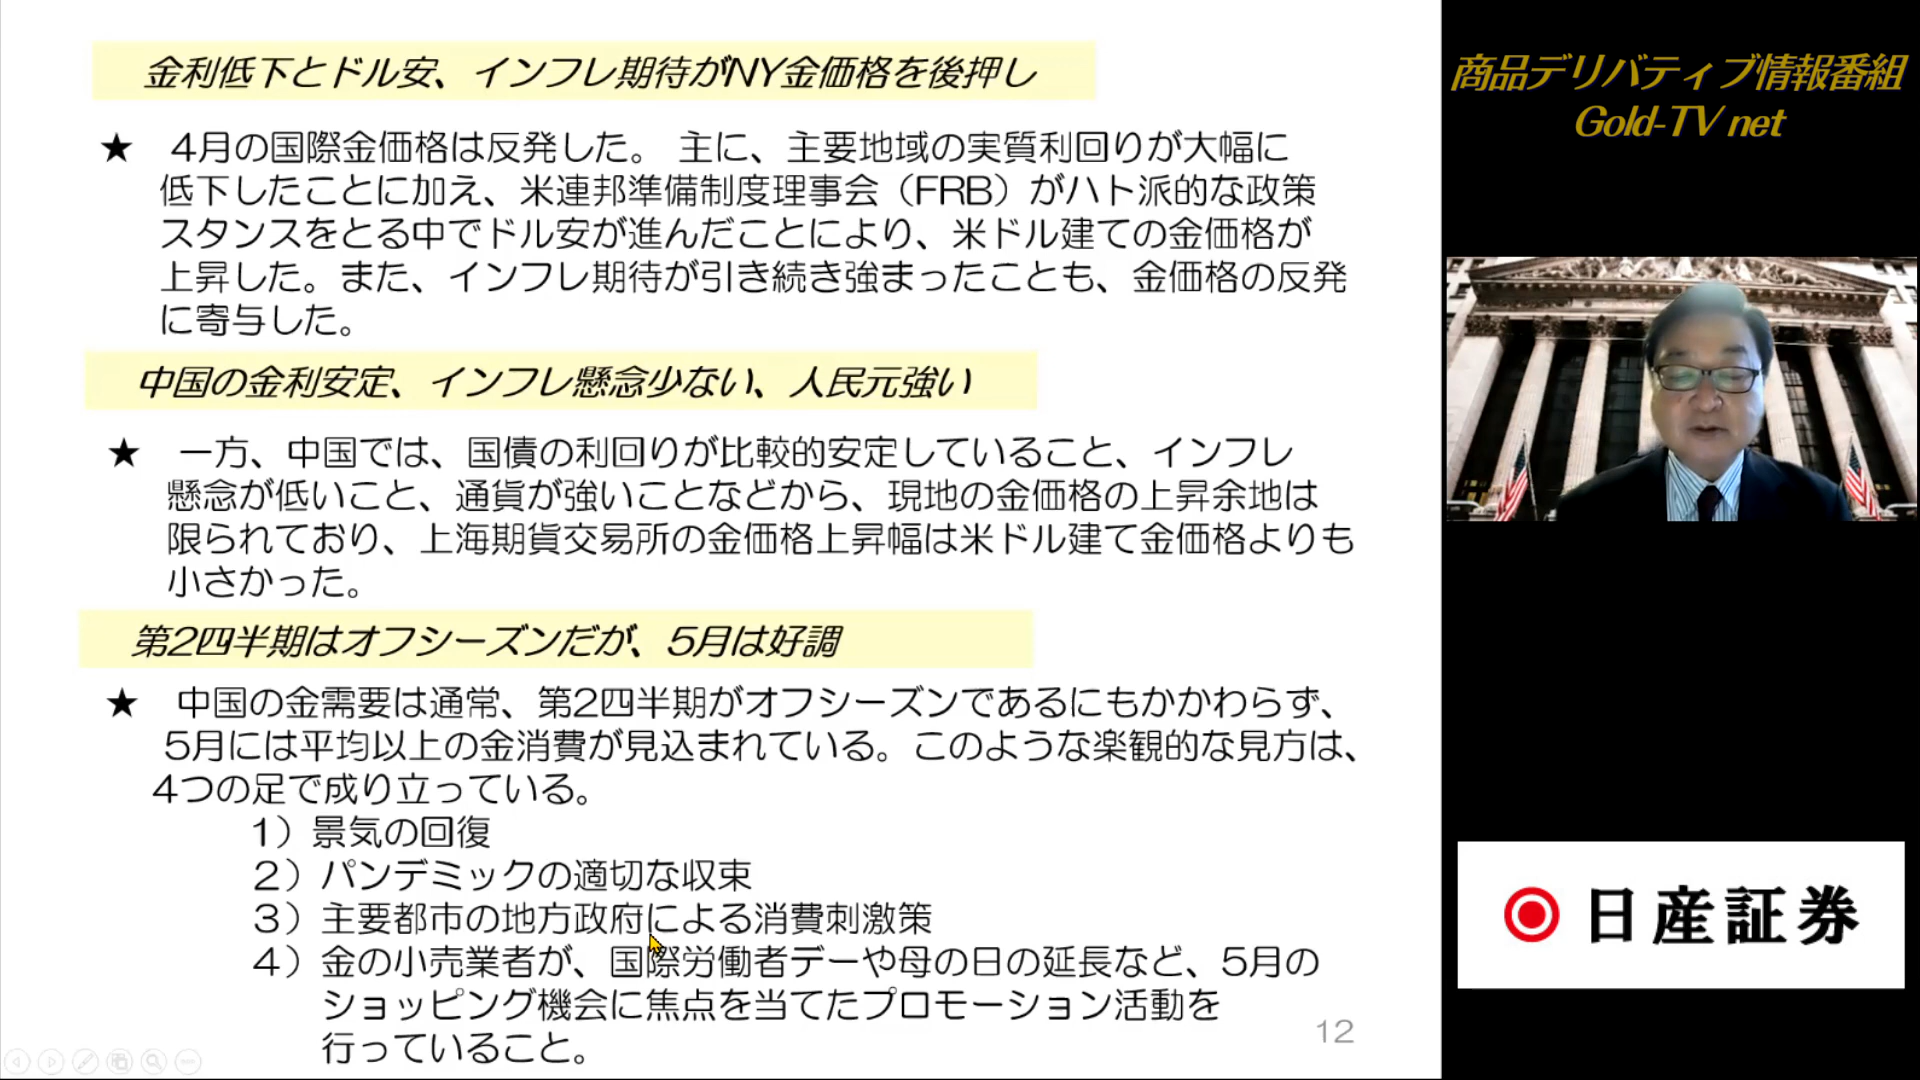 金利低下とドル安、インフレ期待がNY金価格を後押し
★ 4月の国際金価格は反発した。 主に、主要地域の実質利回りが大幅に
低下したことに加え、米連邦準備制度理事会（FRB）がハト派的な政策
スタンスをとる中でドル安が進んだことにより、米ドル建ての金価格が
上昇した。また、インフレ期待が引き続き強まったことも、金価格の反発
に寄与した。
中国の金利安定、インフレ懸念少ない、人民元強い
★ 一方、中国では、国債の利回りが比較的安定していること、インフレ
懸念が低いこと、通貨が強いことなどから、現地の金価格の上昇余地は
限られており、上海期貨交易所の金価格上昇幅は米ドル建て金価格よりも
小さかった。
第2四半期はオフシーズンだが、5月は好調
★ 中国の金需要は通常、第2四半期がオフシーズンであるにもかかわらず、
5月には平均以上の金消費が見込まれている。このような楽観的な見方は、
4つの足で成り立っている。
1）景気の回復
2）パンデミックの適切な収束
3）主要都市の地方政府による消費刺激策
4）金の小売業者が、国際労働者デーや母の日の延長など、5月の
ショッピング機会に焦点を当てたプロモーション活動を
行っていること。
12
商品デリバティブ情報番組
Gold-TV net
日産証券